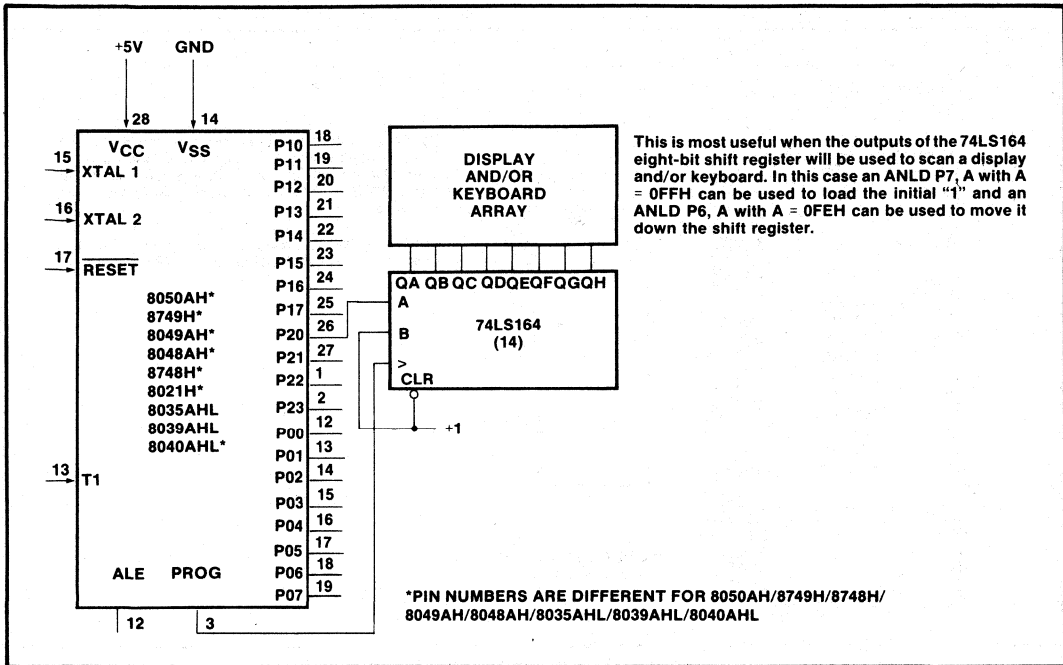 +5V GND
28 14
VCC VSS
15 XTAL 1
16 XTAL 2
17 RESET
8050AH*
8749H*
8049AH*
8048AH*
8748H*
8021H*
8035AHL
8039AHL
8040AHL*
13 T1
ALE PROG
12 3
P10 18
P11 19
P12 20
P13 21
P14 22
P15 23
P16 24
P17 25
P20 26
P21 27
P22 1
P23 2
P00 12
P01 13
P02 14
P03 15
P04 16
P05 17
P06 18
P07 19
DISPLAY
AND/OR
KEYBOARD
ARRAY
QA QB QC QD QE QF QG QH
A
B
>
CLR
74LS164
(14)
+1
This is most useful when the outputs of the 74LS164
eight-bit shift register will be used to scan a display
and/or keyboard. In this case an ANLD P7, A with A
= 0FFH can be used to load the initial “1” and an
ANLD P6, A with A = 0FEH can be used to move it
down the shift register.
*PIN NUMBERS ARE DIFFERENT FOR 8050AH/8749H/8748H/
8049AH/8048AH/8035AHL/8039AHL/8040AHL